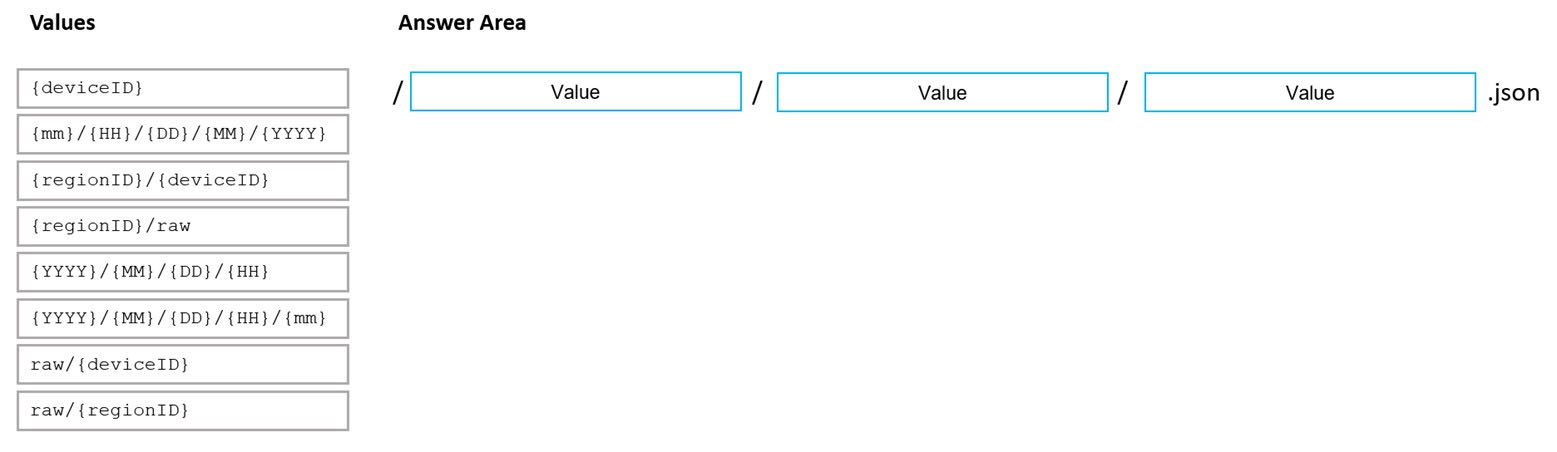 Values
Answer Area
{deviceID}
/ Value / Value / Value .json
{mm}/{HH}/{DD}/{MM}/{YYYY}
{regionID}/{deviceID}
{regionID}/raw
{YYYY}/{MM}/{DD}/{HH}
{YYYY}/{MM}/{DD}/{HH}/{mm}
raw/{deviceID}
raw/{regionID}